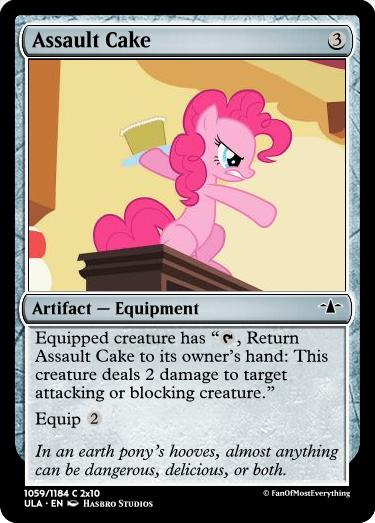 Assault Cake 3
Artifact — Equipment
Equipped creature has “, Return
Assault Cake to its owner's hand: This
creature deals 2 damage to target
attacking or blocking creature.”
Equip 2
In an earth pony's hooves, almost anything
can be dangerous, delicious, or both.
1059/1184 C 2x10
ULA • EN Hasbro Studios
© FanOfMostEverything